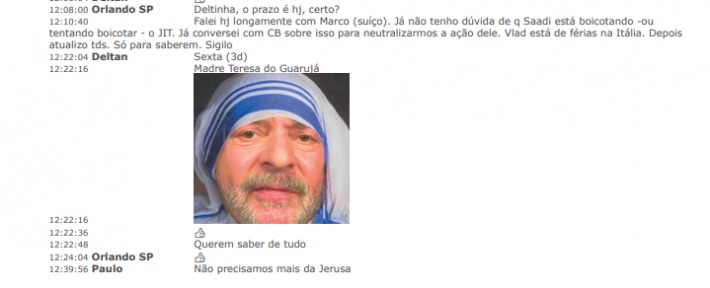 12:08:00 Orlando SP Deltinha, o prazo é hj, certo?
12:10:40 Falei hj longamente com Marco (suíço). Já não tenho dúvida de q Saadi está boicotando -ou
tentando boicotar - o JIT. Já conversei com CB sobre isso para neutralizarmos a ação dele. Vlad está de férias na Itália. Depois
atualizo tds. Só para saberem. Sigilo
12:22:04 Deltan Sexta (3d)
12:22:16 Madre Teresa do Guarujá
12:22:16
12:22:36
12:22:48 Querem saber de tudo
12:24:04 Orlando SP
12:39:56 Paulo Não precisamos mais da Jerusa